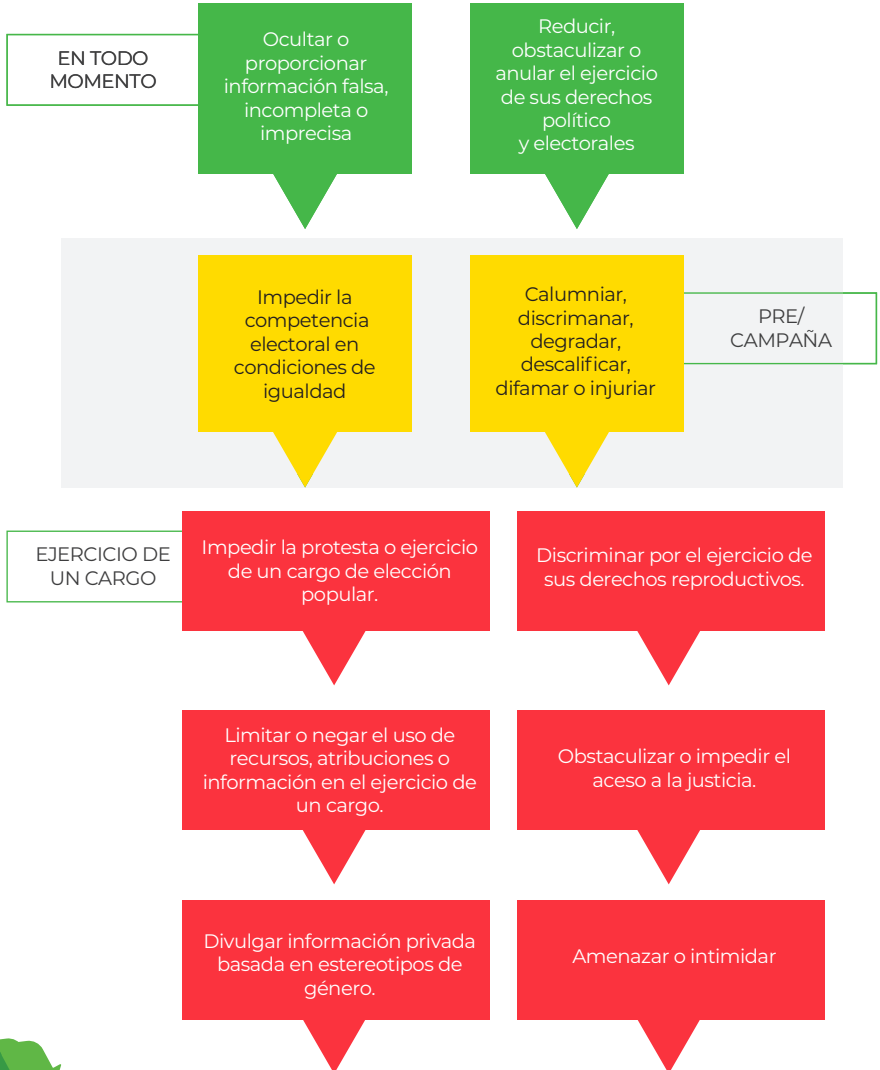 EN TODO
MOMENTO
Ocultar o
proporcionar
información falsa,
incompleta o
imprecisa
Reducir,
obstaculizar o
anular el ejercicio
de sus derechos
político
y electorales
Impedir la
competencia
electoral en
condiciones de
igualdad
Calumniar,
discrimanar,
degradar,
descalificar,
difamar o injuriar
PRE/
CAMPAÑA
EJERCICIO DE
UN CARGO
Impedir la protesta o ejercicio
de un cargo de elección
popular.
Discriminar por el ejercicio de
sus derechos reproductivos.
Limitar o negar el uso de
recursos, atribuciones o
información en el ejercicio de
un cargo.
Obstaculizar o impedir el
aceso a la justicia.
Divulgar información privada
basada en estereotipos de
género.
Amenazar o intimidar